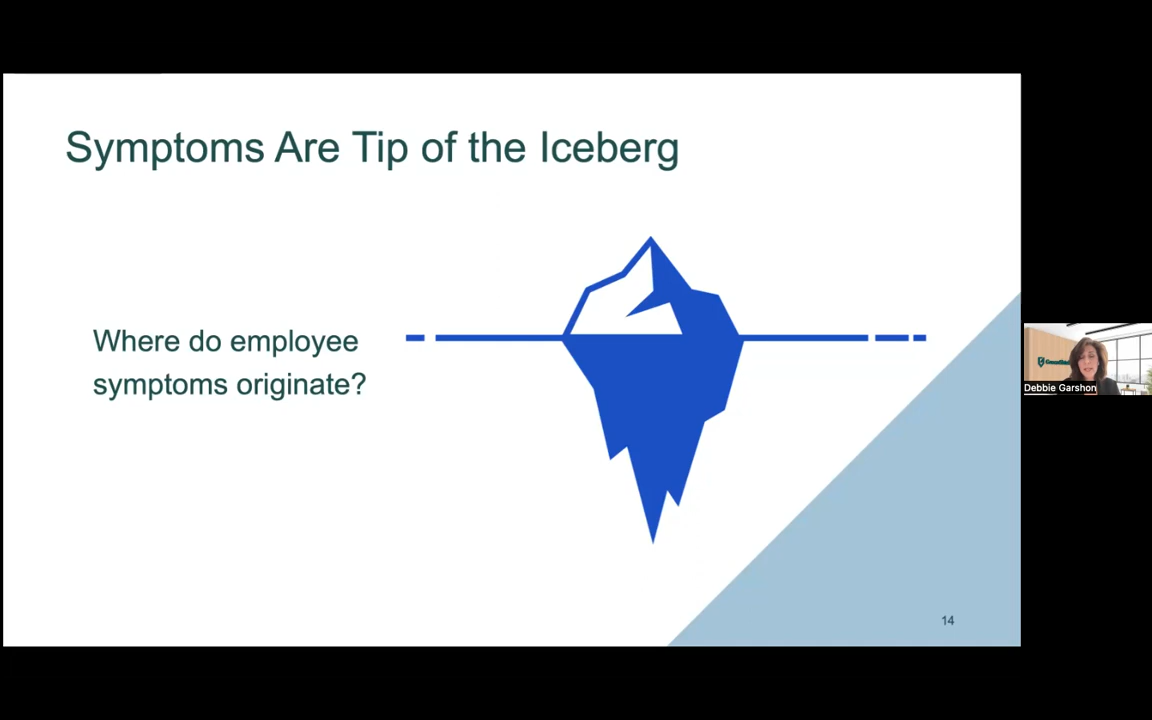 Symptoms Are Tip of the Iceberg
Where do employee
symptoms originate?
14
Debbie Garshon